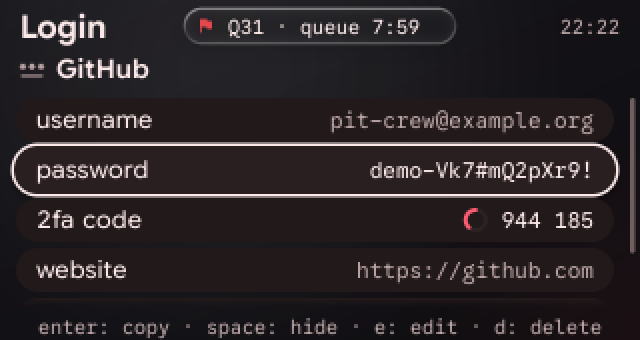 Login Q31 · queue 7:59 22:22
GitHub
username pit-crew@example.org
password demo-Vk7#mQ2pXr9!
2fa code 944 185
website https://github.com
enter: copy · space: hide · e: edit · d: delete